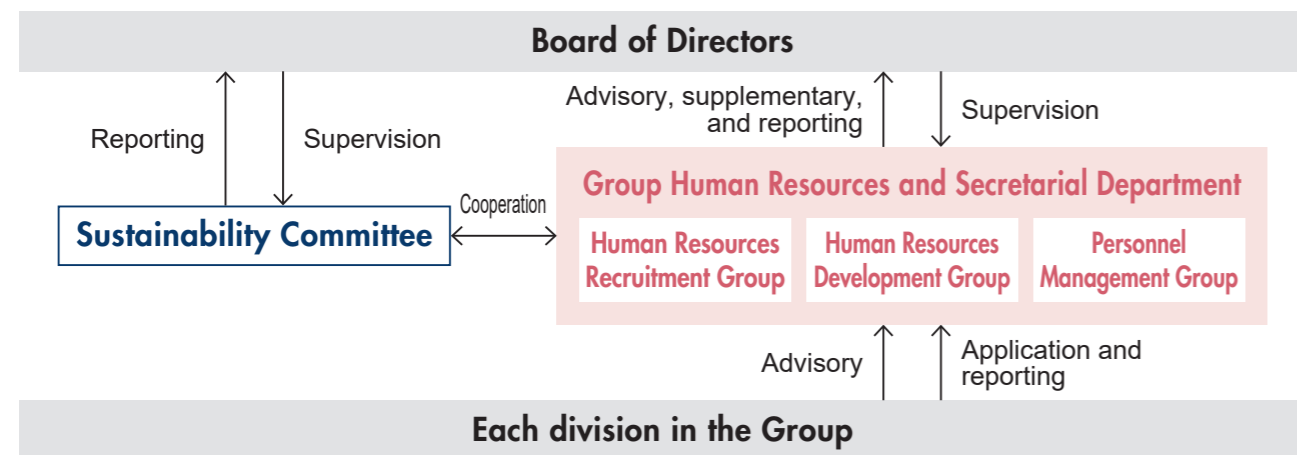 Board of Directors
Reporting
Supervision
Advisory, supplementary,
and reporting
Supervision
Sustainability Committee
Cooperation
Group Human Resources and Secretarial Department
Human Resources
Recruitment Group
Human Resources
Development Group
Personnel
Management Group
Advisory
Application and
reporting
Each division in the Group